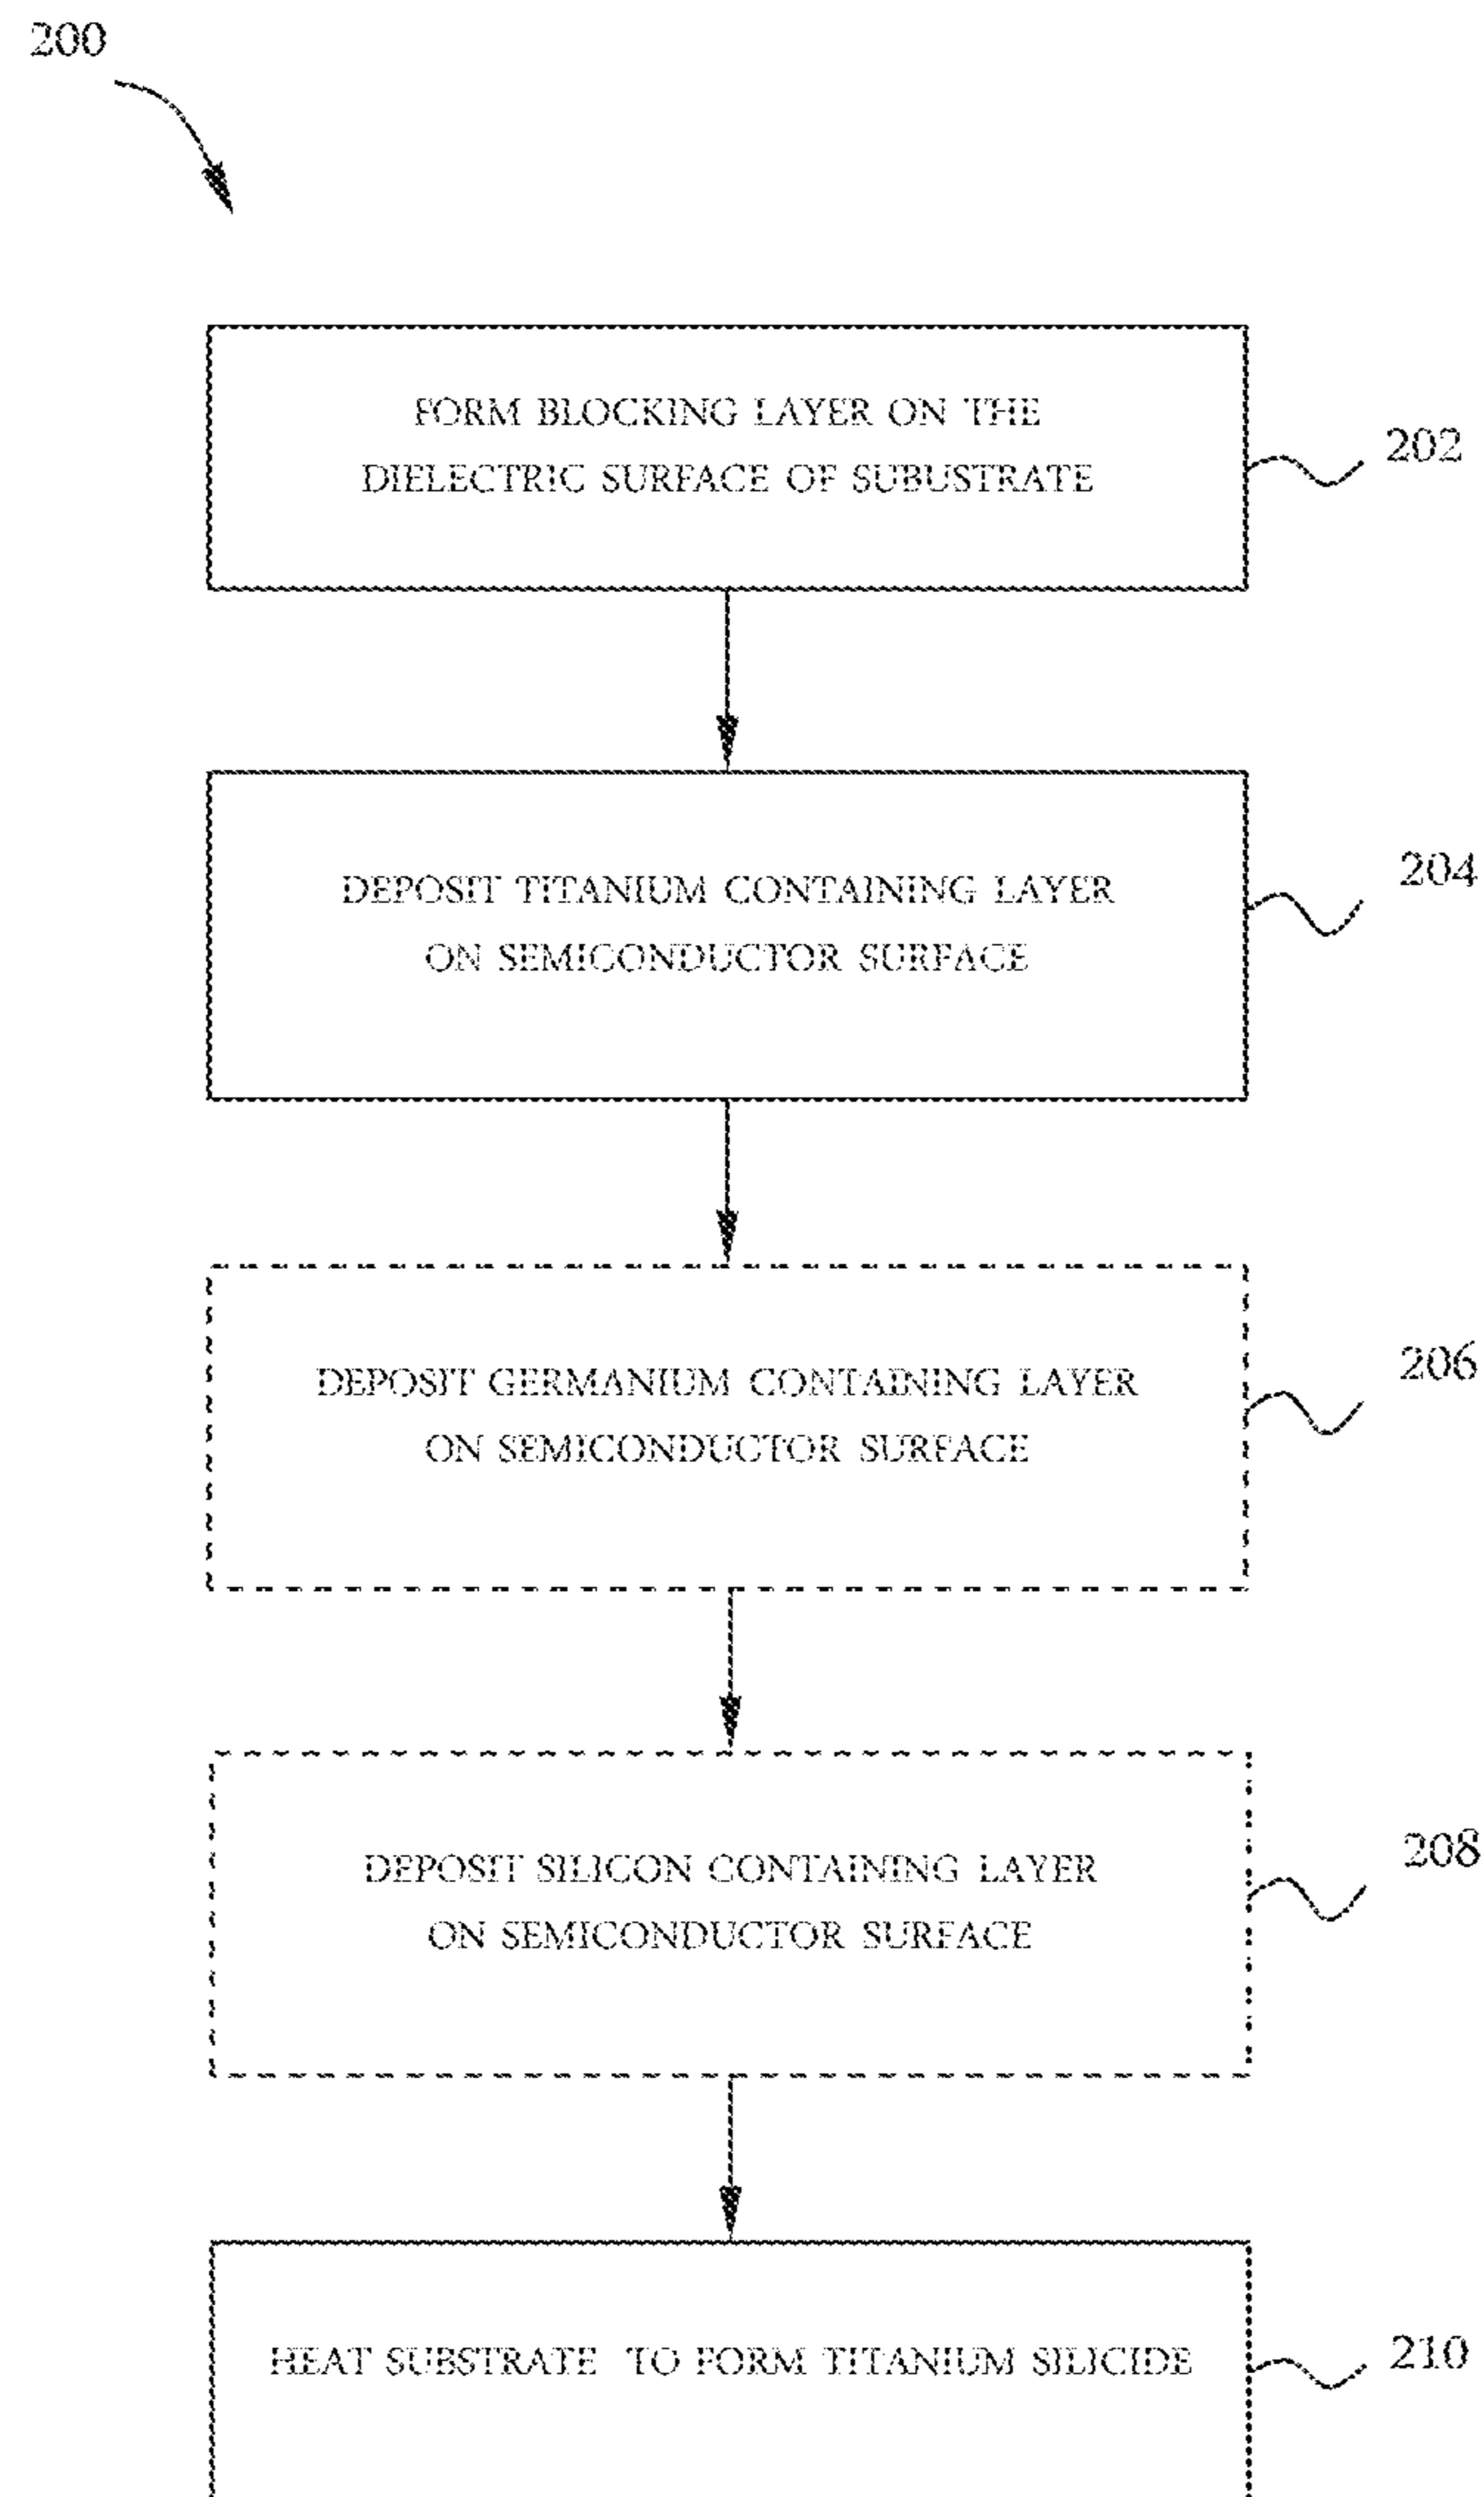 200
FORM BLOCKING LAYER ON THE
DIELECTRIC SURFACE OF SUBUSTRATE
202
DEPOSIT TITANIUM CONTAINING LAYER
ON SEMICONDUCTOR SURFACE
204
DEPOSIT GERMANIUM CONTAINING LAYER
ON SEMICONDUCTOR SURFACE
206
DEPOSIT SILICON CONTAINING LAYER
ON SEMICONDUCTOR SURFACE
208
HEAT SUBSTRATE TO FORM TITANIUM SILICIDE
210